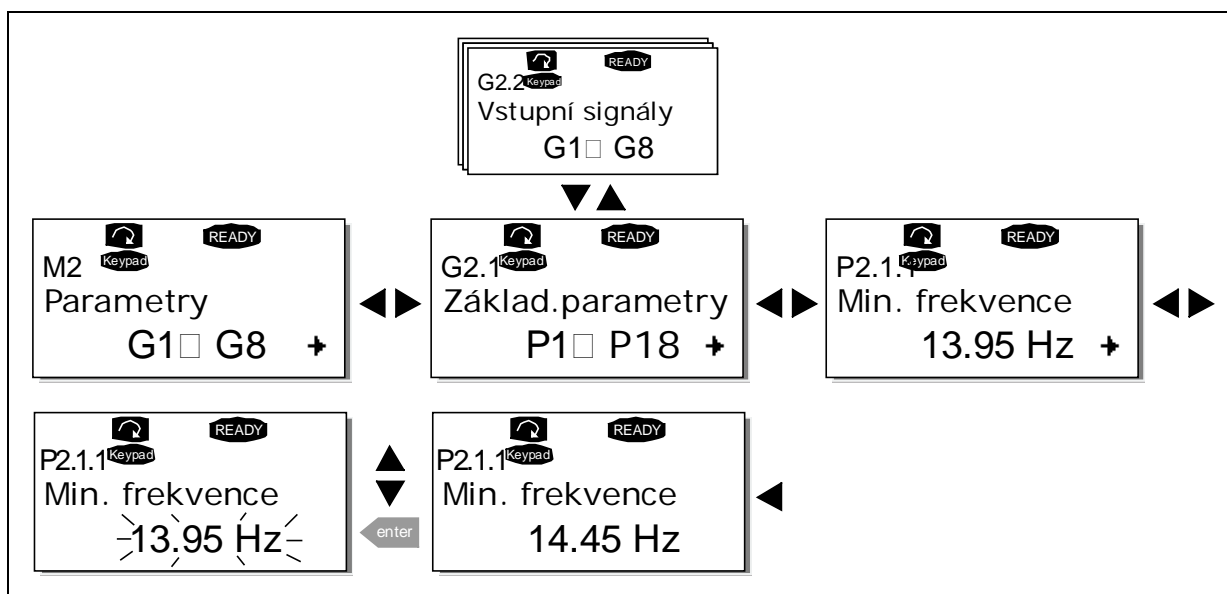 READY
G2.2 Keypad
Vstupní signály
G1□ G8
READY
M2 Keypad
Parametry
G1□ G8
READY
G2.1 Keypad
Základ.parametry
P1□ P18
READY
P2.1.1 Keypad
Min. frekvence
13.95 Hz
READY
P2.1.1 Keypad
Min. frekvence
13.95 Hz
enter
READY
P2.1.1 Keypad
Min. frekvence
14.45 Hz